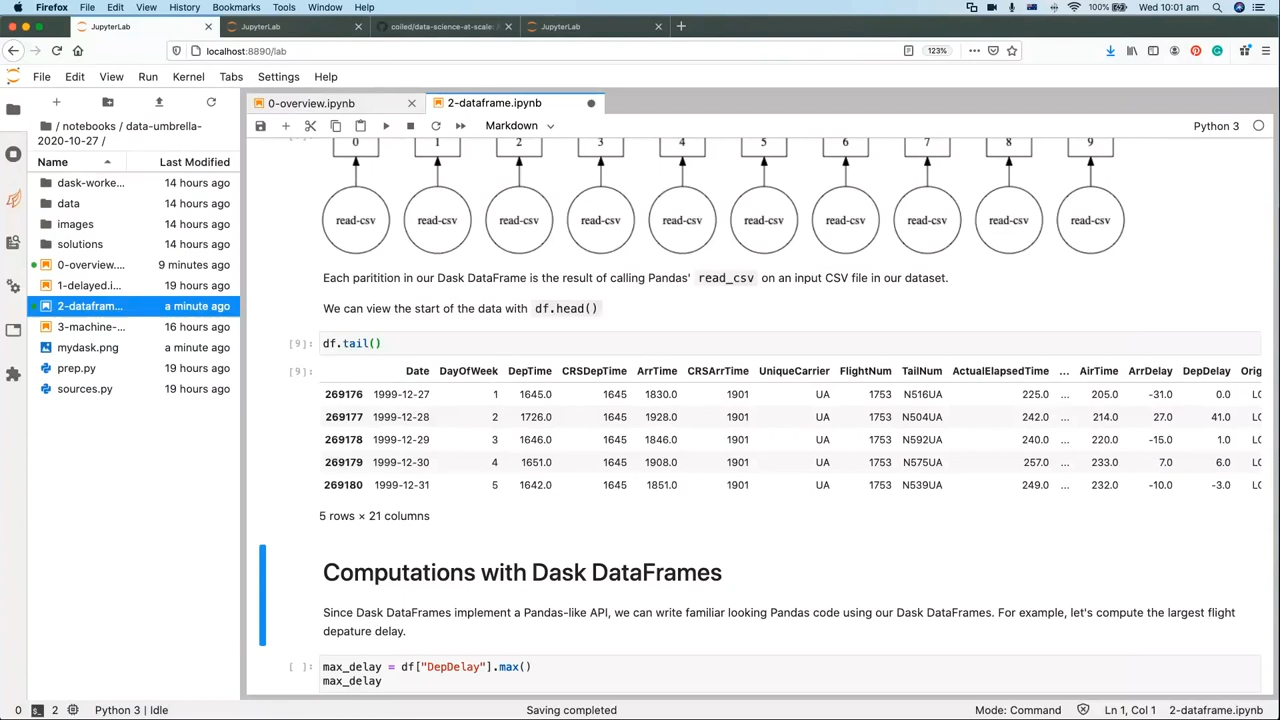 Firefox File Edit View History Bookmarks Tools Window Help 100% Wed 10:01 am
JupyterLab JupyterLab coiled/data-science-at-scale: JupyterLab
localhost:8890/lab 123%
File Edit View Run Kernel Tabs Settings Help
0-overview.ipynb 2-dataframe.ipynb
Markdown Python 3
/ notebooks / data-umbrella-
2020-10-27 /
Name Last Modified
dask-worke... 14 hours ago
data 14 hours ago
images 14 hours ago
solutions 14 hours ago
0-overview.... 9 minutes ago
1-delayed.i... 19 hours ago
2-datafram... a minute ago
3-machine-... 16 hours ago
mydask.png a minute ago
prep.py 19 hours ago
sources.py 19 hours ago
0 1 2 3 4 5 6 7 8 9
read-csv read-csv read-csv read-csv read-csv read-csv read-csv read-csv read-csv read-csv
Each paritition in our Dask DataFrame is the result of calling Pandas' read_csv on an input CSV file in our dataset.
We can view the start of the data with df.head()
[9]: df.tail()
[9]: Date DayOfWeek DepTime CRSDepTime ArrTime CRSArrTime UniqueCarrier FlightNum TailNum ActualElapsedTime ... AirTime ArrDelay DepDelay Orig
269176 1999-12-27 1 1645.0 1645 1830.0 1901 UA 1753 N516UA 225.0 ... 205.0 -31.0 0.0
269177 1999-12-28 2 1726.0 1645 1928.0 1901 UA 1753 N504UA 242.0 ... 214.0 27.0 41.0
269178 1999-12-29 3 1646.0 1645 1846.0 1901 UA 1753 N592UA 240.0 ... 220.0 -15.0 1.0
269179 1999-12-30 4 1651.0 1645 1908.0 1901 UA 1753 N575UA 257.0 ... 233.0 7.0 6.0
269180 1999-12-31 5 1642.0 1645 1851.0 1901 UA 1753 N539UA 249.0 ... 232.0 -10.0 -3.0
5 rows × 21 columns
Computations with Dask DataFrames
Since Dask DataFrames implement a Pandas-like API, we can write familiar looking Pandas code using our Dask DataFrames. For example, let's compute the largest flight
depature delay.
[ ]: max_delay = df["DepDelay"].max()
max_delay
0 2 Python 3 | Idle Saving completed Mode: Command Ln 1, Col 1 2-dataframe.ipynb